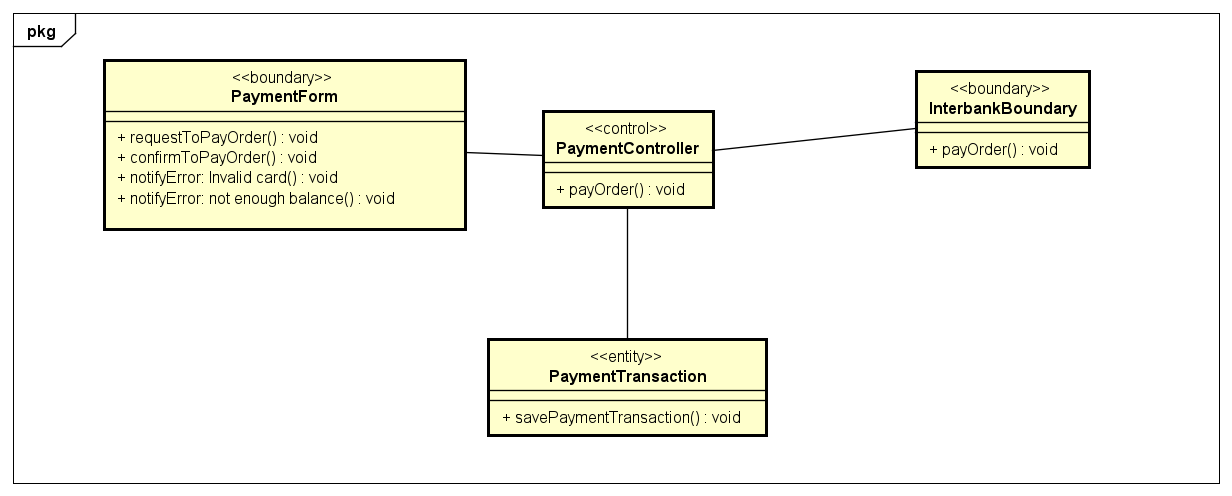 pkg
<<boundary>>
PaymentForm
+ requestToPayOrder() : void
+ confirmToPayOrder() : void
+ notifyError: Invalid card() : void
+ notifyError: not enough balance() : void
<<control>>
PaymentController
+ payOrder() : void
<<boundary>>
InterbankBoundary
+ payOrder() : void
<<entity>>
PaymentTransaction
+ savePaymentTransaction() : void